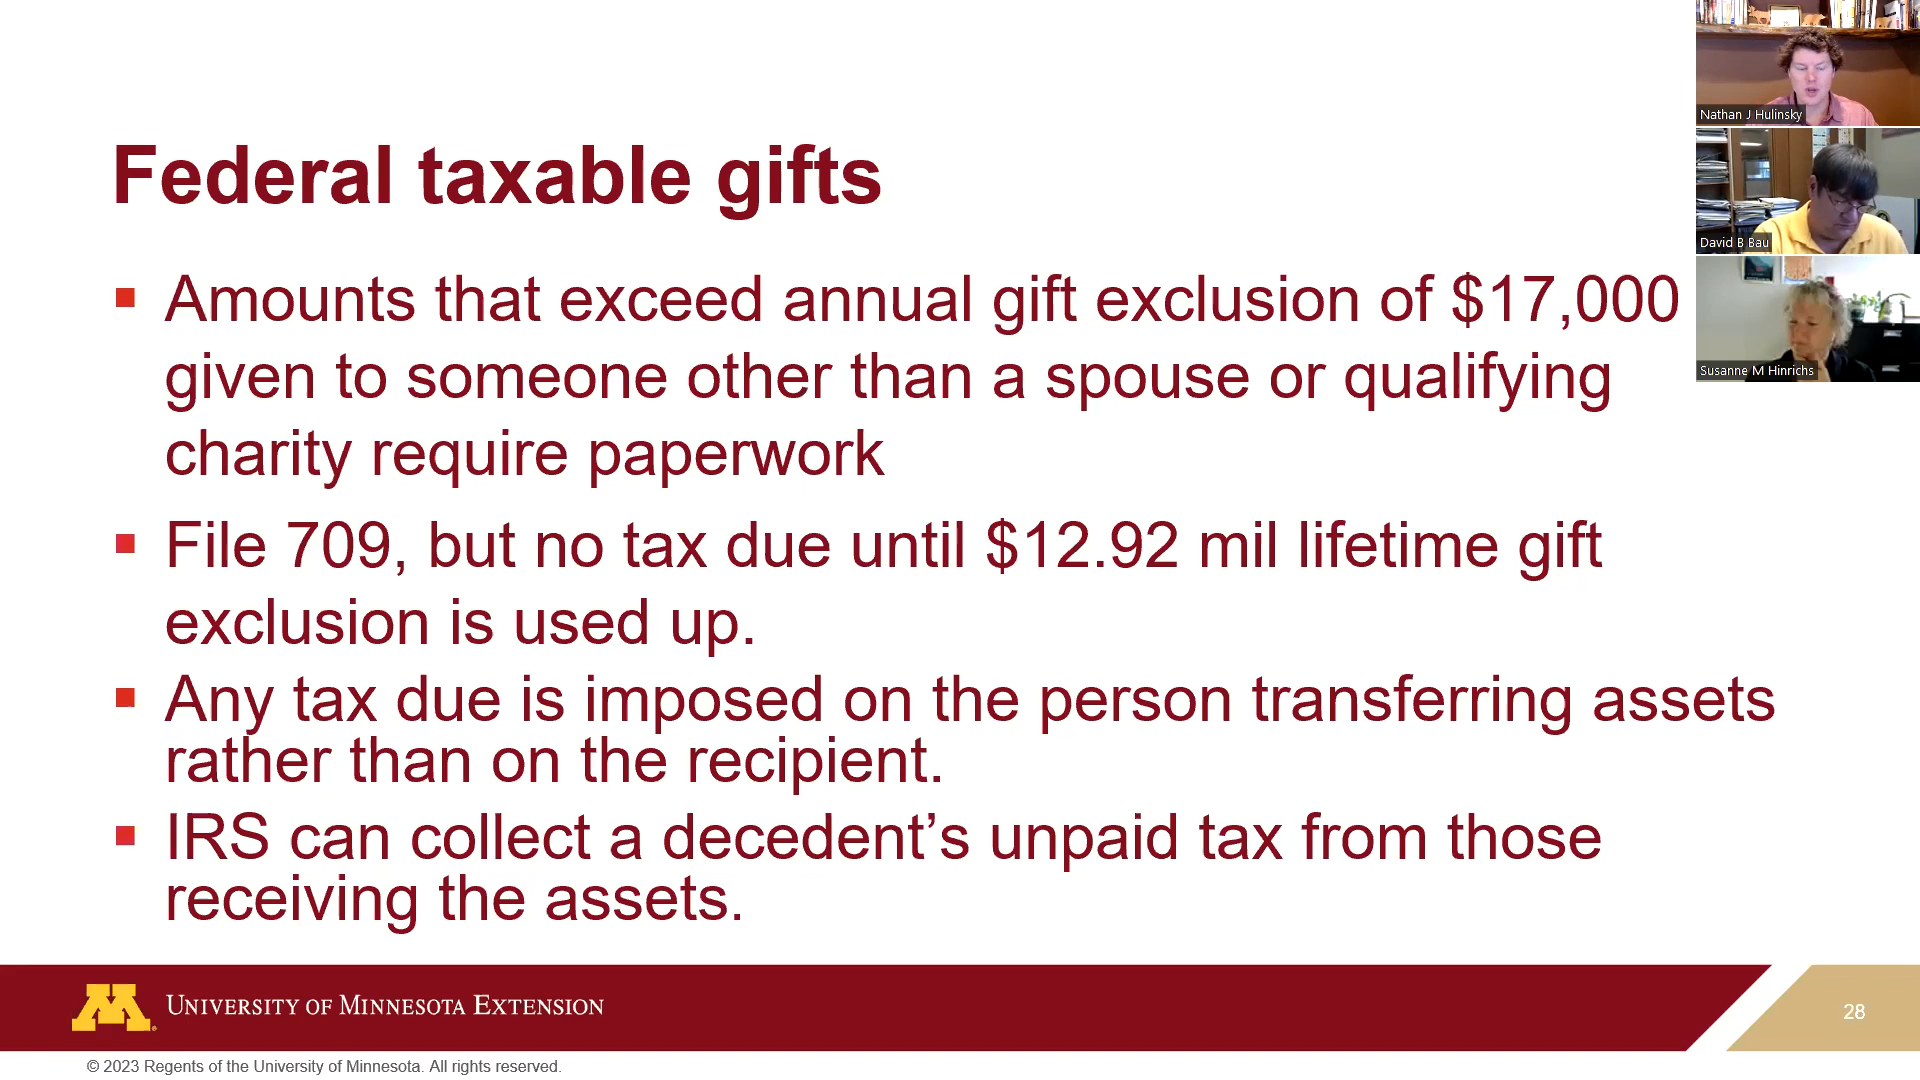 Federal taxable gifts
▪ Amounts that exceed annual gift exclusion of $17,000
given to someone other than a spouse or qualifying
charity require paperwork
▪ File 709, but no tax due until $12.92 mil lifetime gift
exclusion is used up.
▪ Any tax due is imposed on the person transferring assets
rather than on the recipient.
▪ IRS can collect a decedent’s unpaid tax from those
receiving the assets.
Nathan J Hulinsky
David B Bau
Susanne M Hinrichs
M
UNIVERSITY OF MINNESOTA EXTENSION
28
© 2023 Regents of the University of Minnesota. All rights reserved.